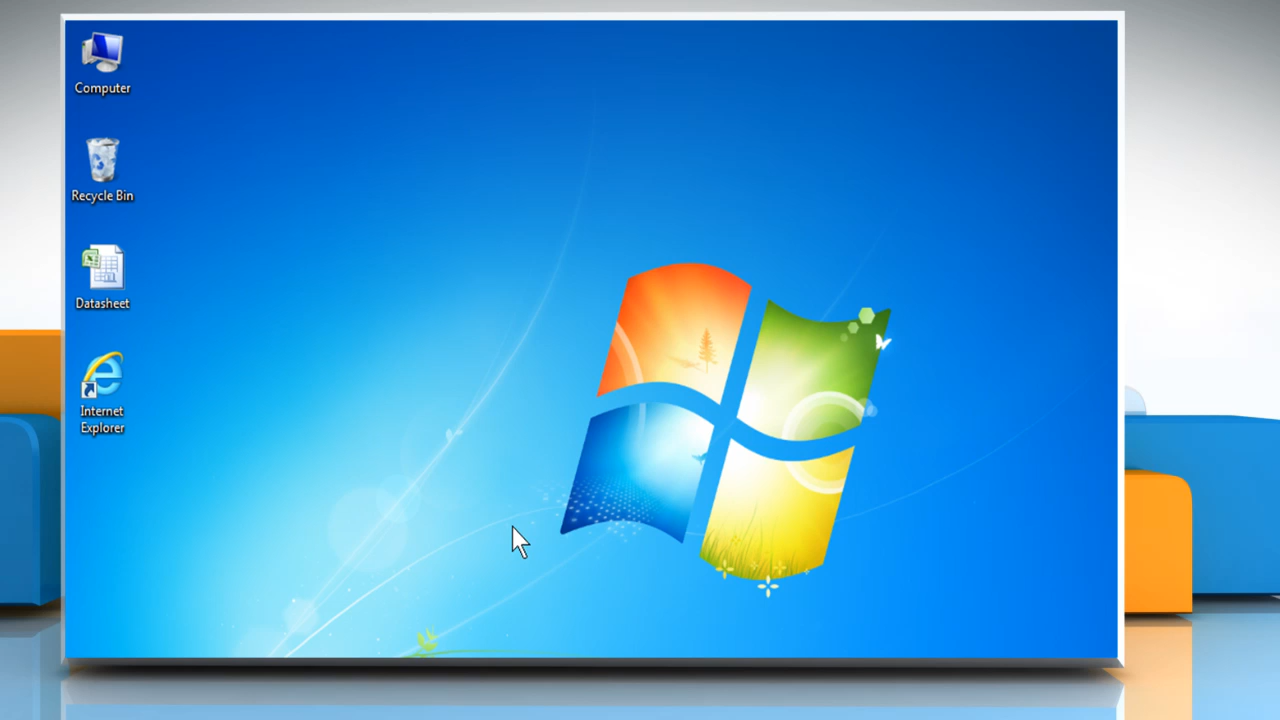 Computer
Recycle Bin
Datasheet
Internet
Explorer